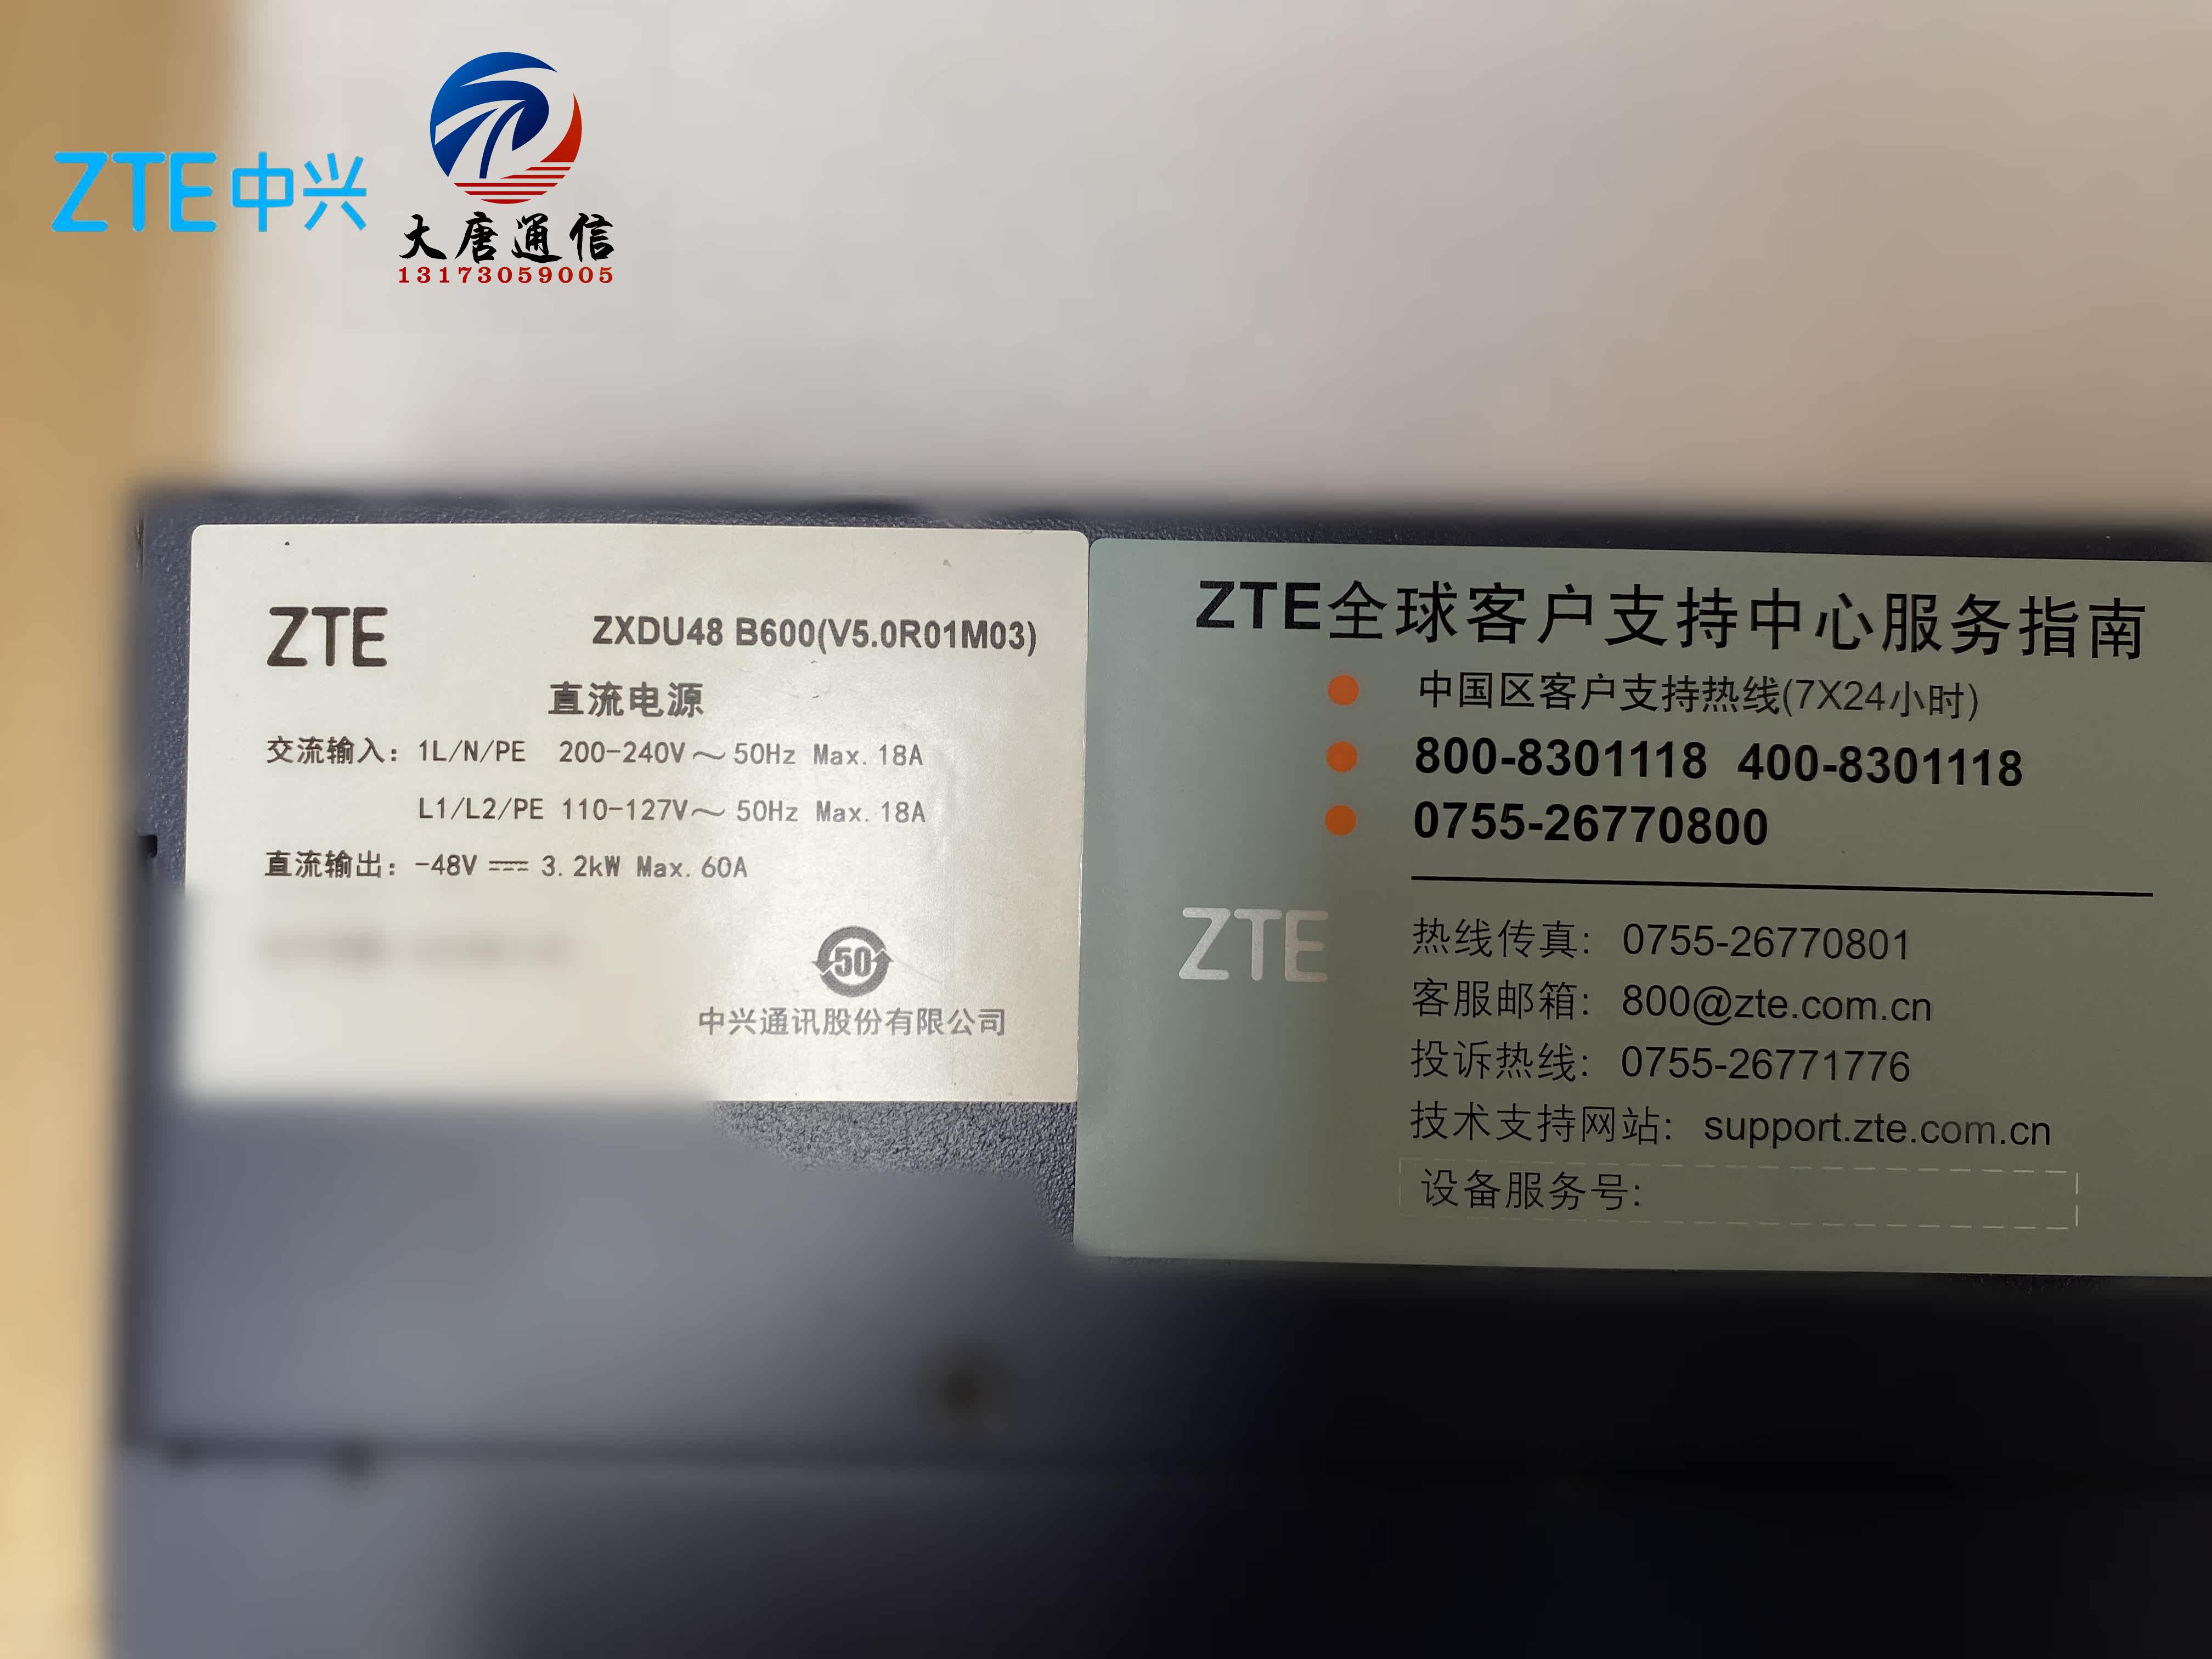 ZTE中兴
大唐通信
13173059005
ZTE
ZXDU48 B600(V5.0R01M03)
直流电源
交流输入: 1L/N/PE 200-240V～50Hz Max. 18A
L1/L2/PE 110-127V～50Hz Max. 18A
直流输出: -48V ⎓ 3.2kW Max. 60A
50
中兴通讯股份有限公司
ZTE全球客户支持中心服务指南
中国区客户支持热线(7X24小时)
800-8301118 400-8301118
0755-26770800
ZTE
热线传真: 0755-26770801
客服邮箱: 800@zte.com.cn
投诉热线: 0755-26771776
技术支持网站: support.zte.com.cn
设备服务号: